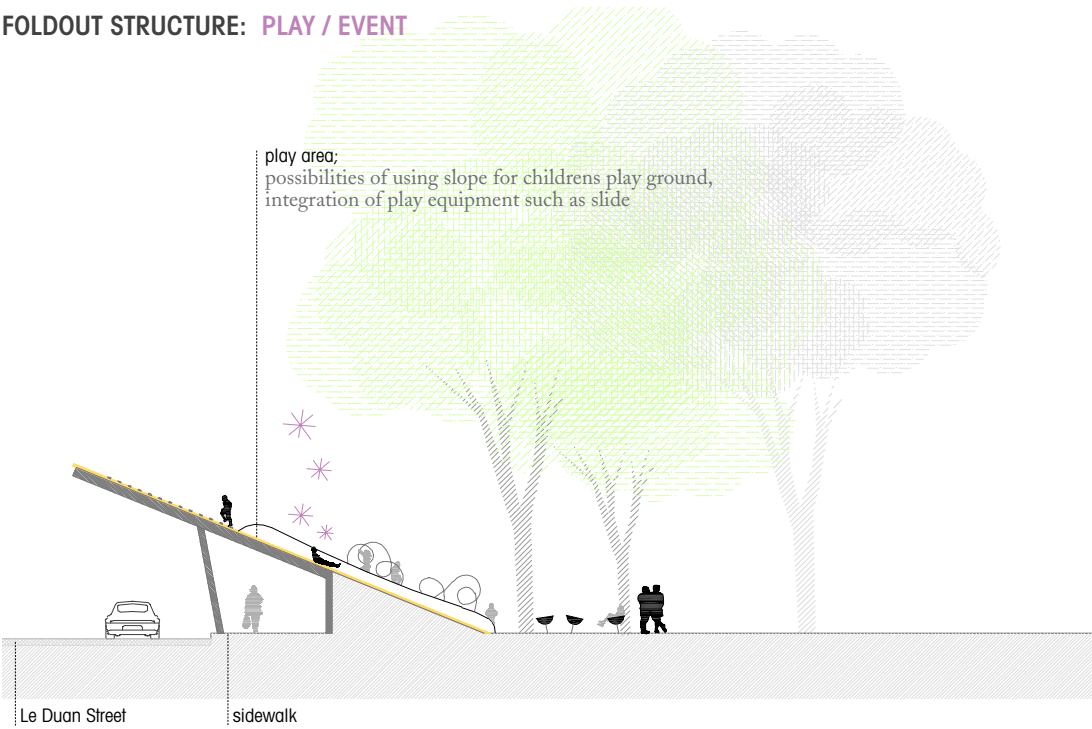 FOLDOUT STRUCTURE: PLAY / EVENT
play area;
possibilities of using slope for childrens play ground,
integration of play equipment such as slide
Le Duan Street
sidewalk